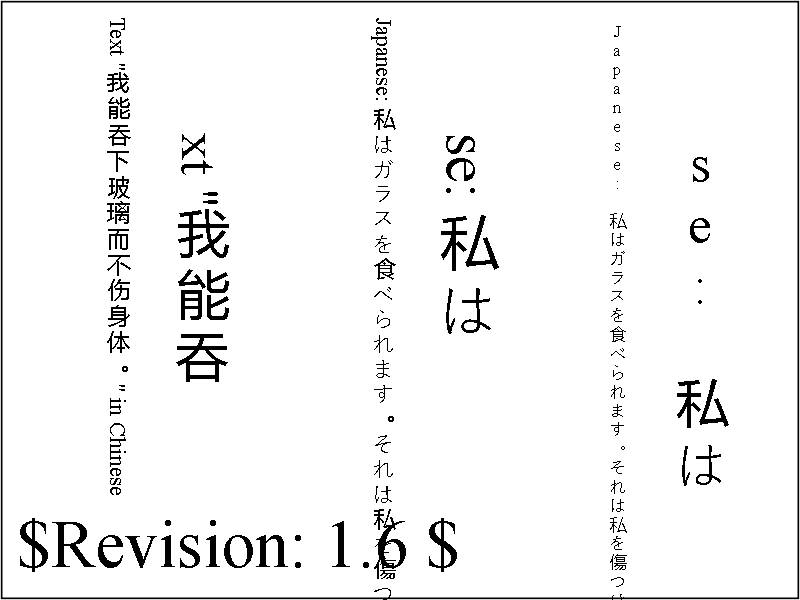 Text "我能吞下玻璃而不伤身体。" in Chinese
xt "我能吞
Japanese: 私はガラスを食べられます。それは私を傷つ
se: 私は
Japanese: 私はガラスを食べられます。それは私を傷つ
se: 私は
$Revision: 1.6 $